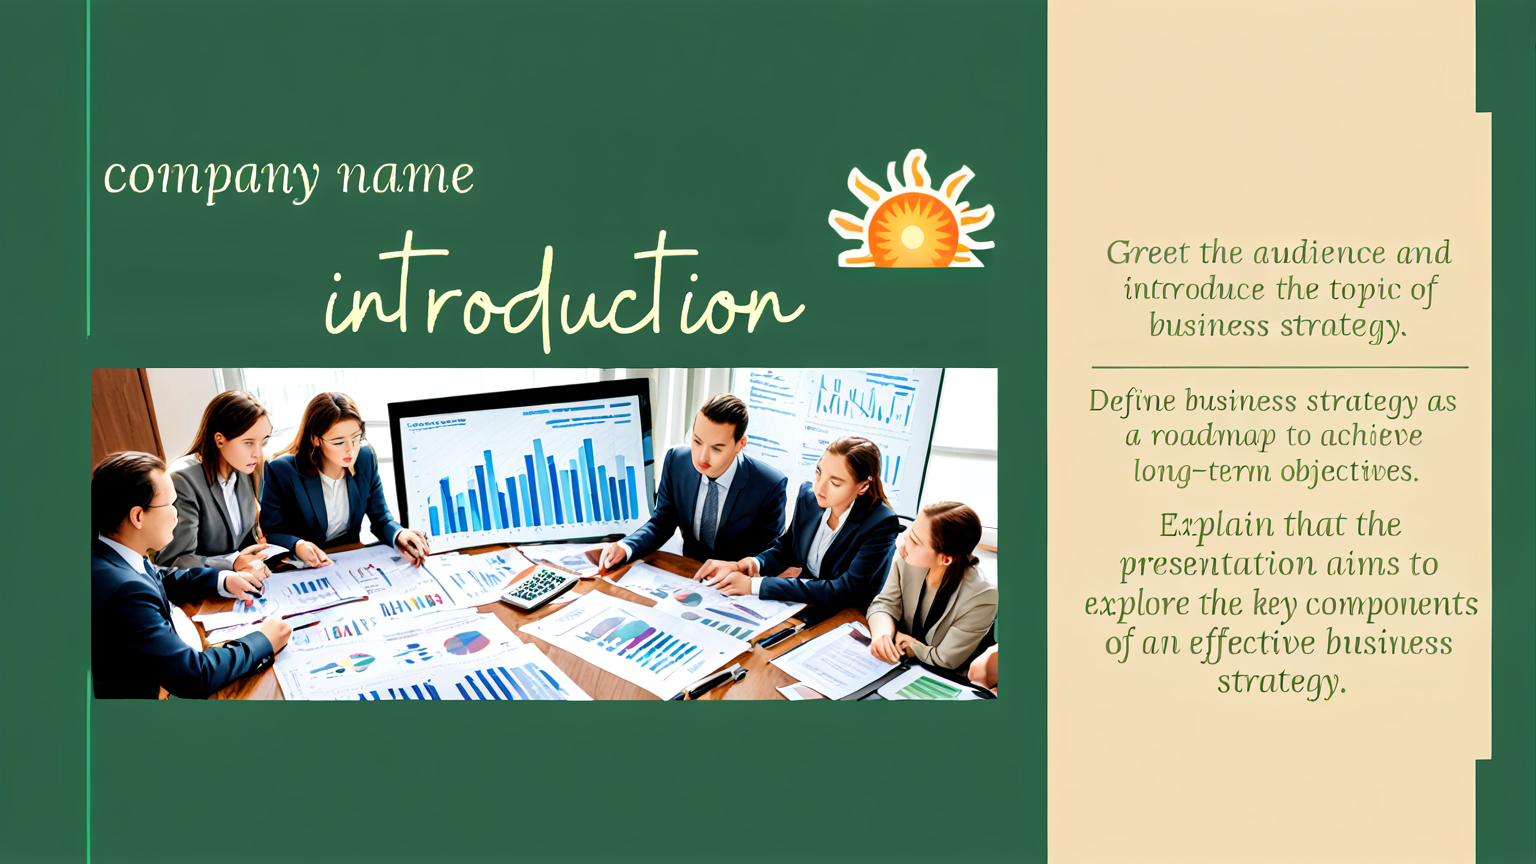 company name
introduction
Greet the audience and
introduce the topic of
business strategy.
Define business strategy as
a roadmap to achieve
long-term objectives.
Explain that the
presentation aims to
explore the key components
of an effective business
strategy.